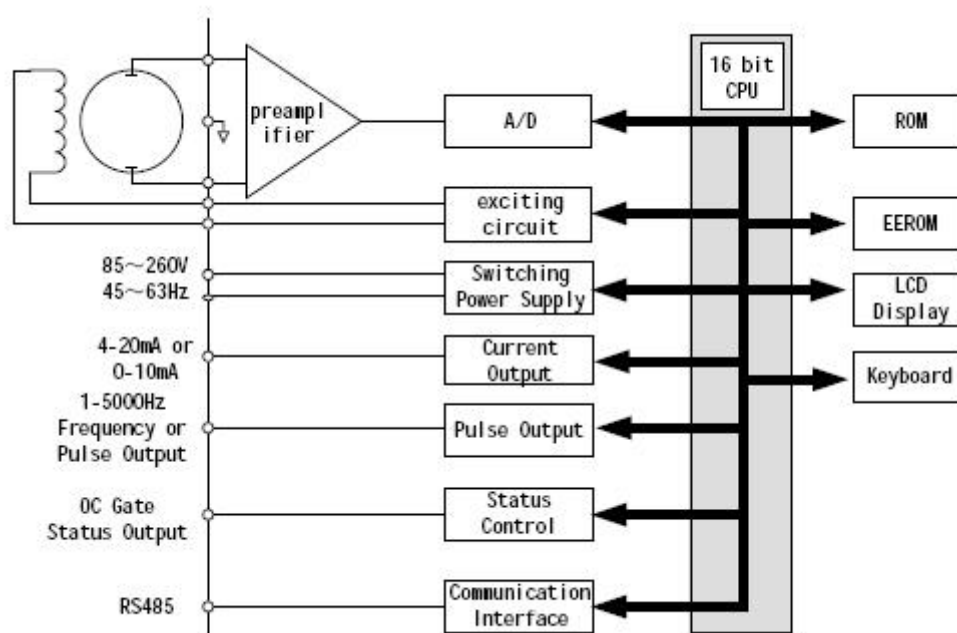 16 bit
CPU
preampl
ifier
A/D
ROM
exciting
circuit
EEROM
85～260V
45～63Hz
Switching
Power Supply
LCD
Display
4-20mA or
0-10mA
Current
Output
Keyboard
1-5000Hz
Frequency or
Pulse Output
Pulse Output
OC Gate
Status Output
Status
Control
RS485
Communication
Interface